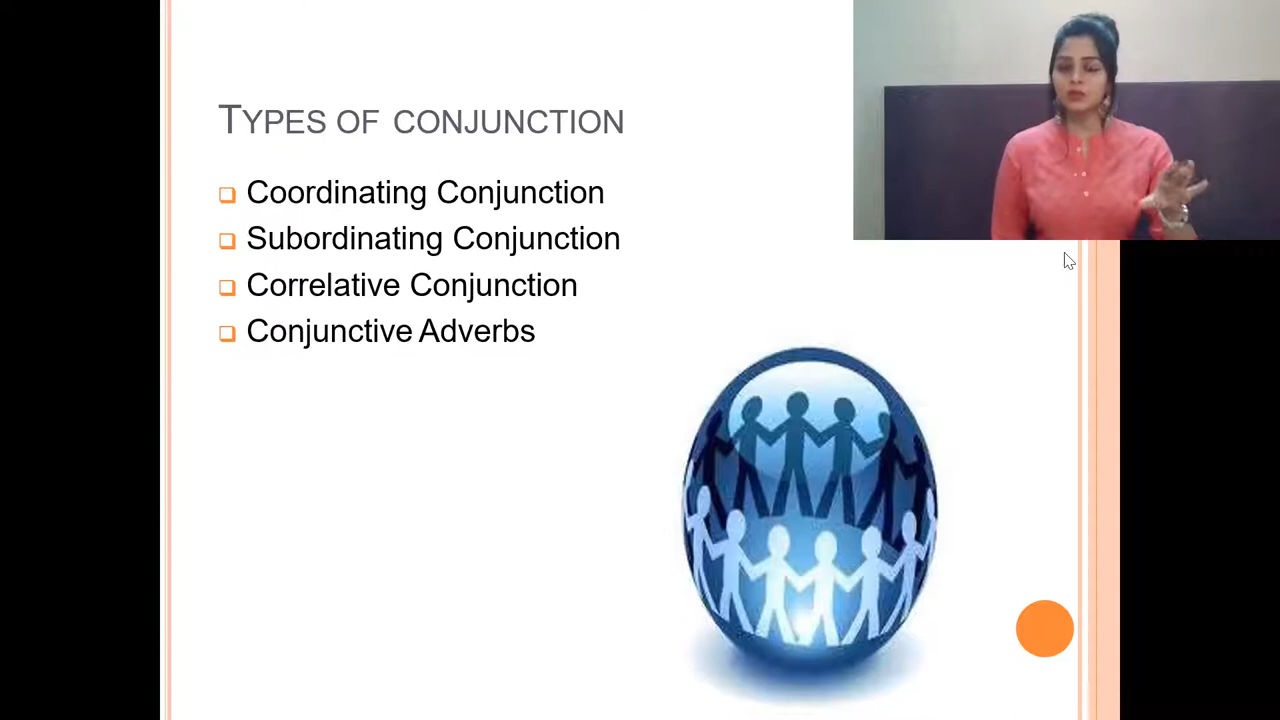 TYPES OF CONJUNCTION
Coordinating Conjunction
Subordinating Conjunction
Correlative Conjunction
Conjunctive Adverbs